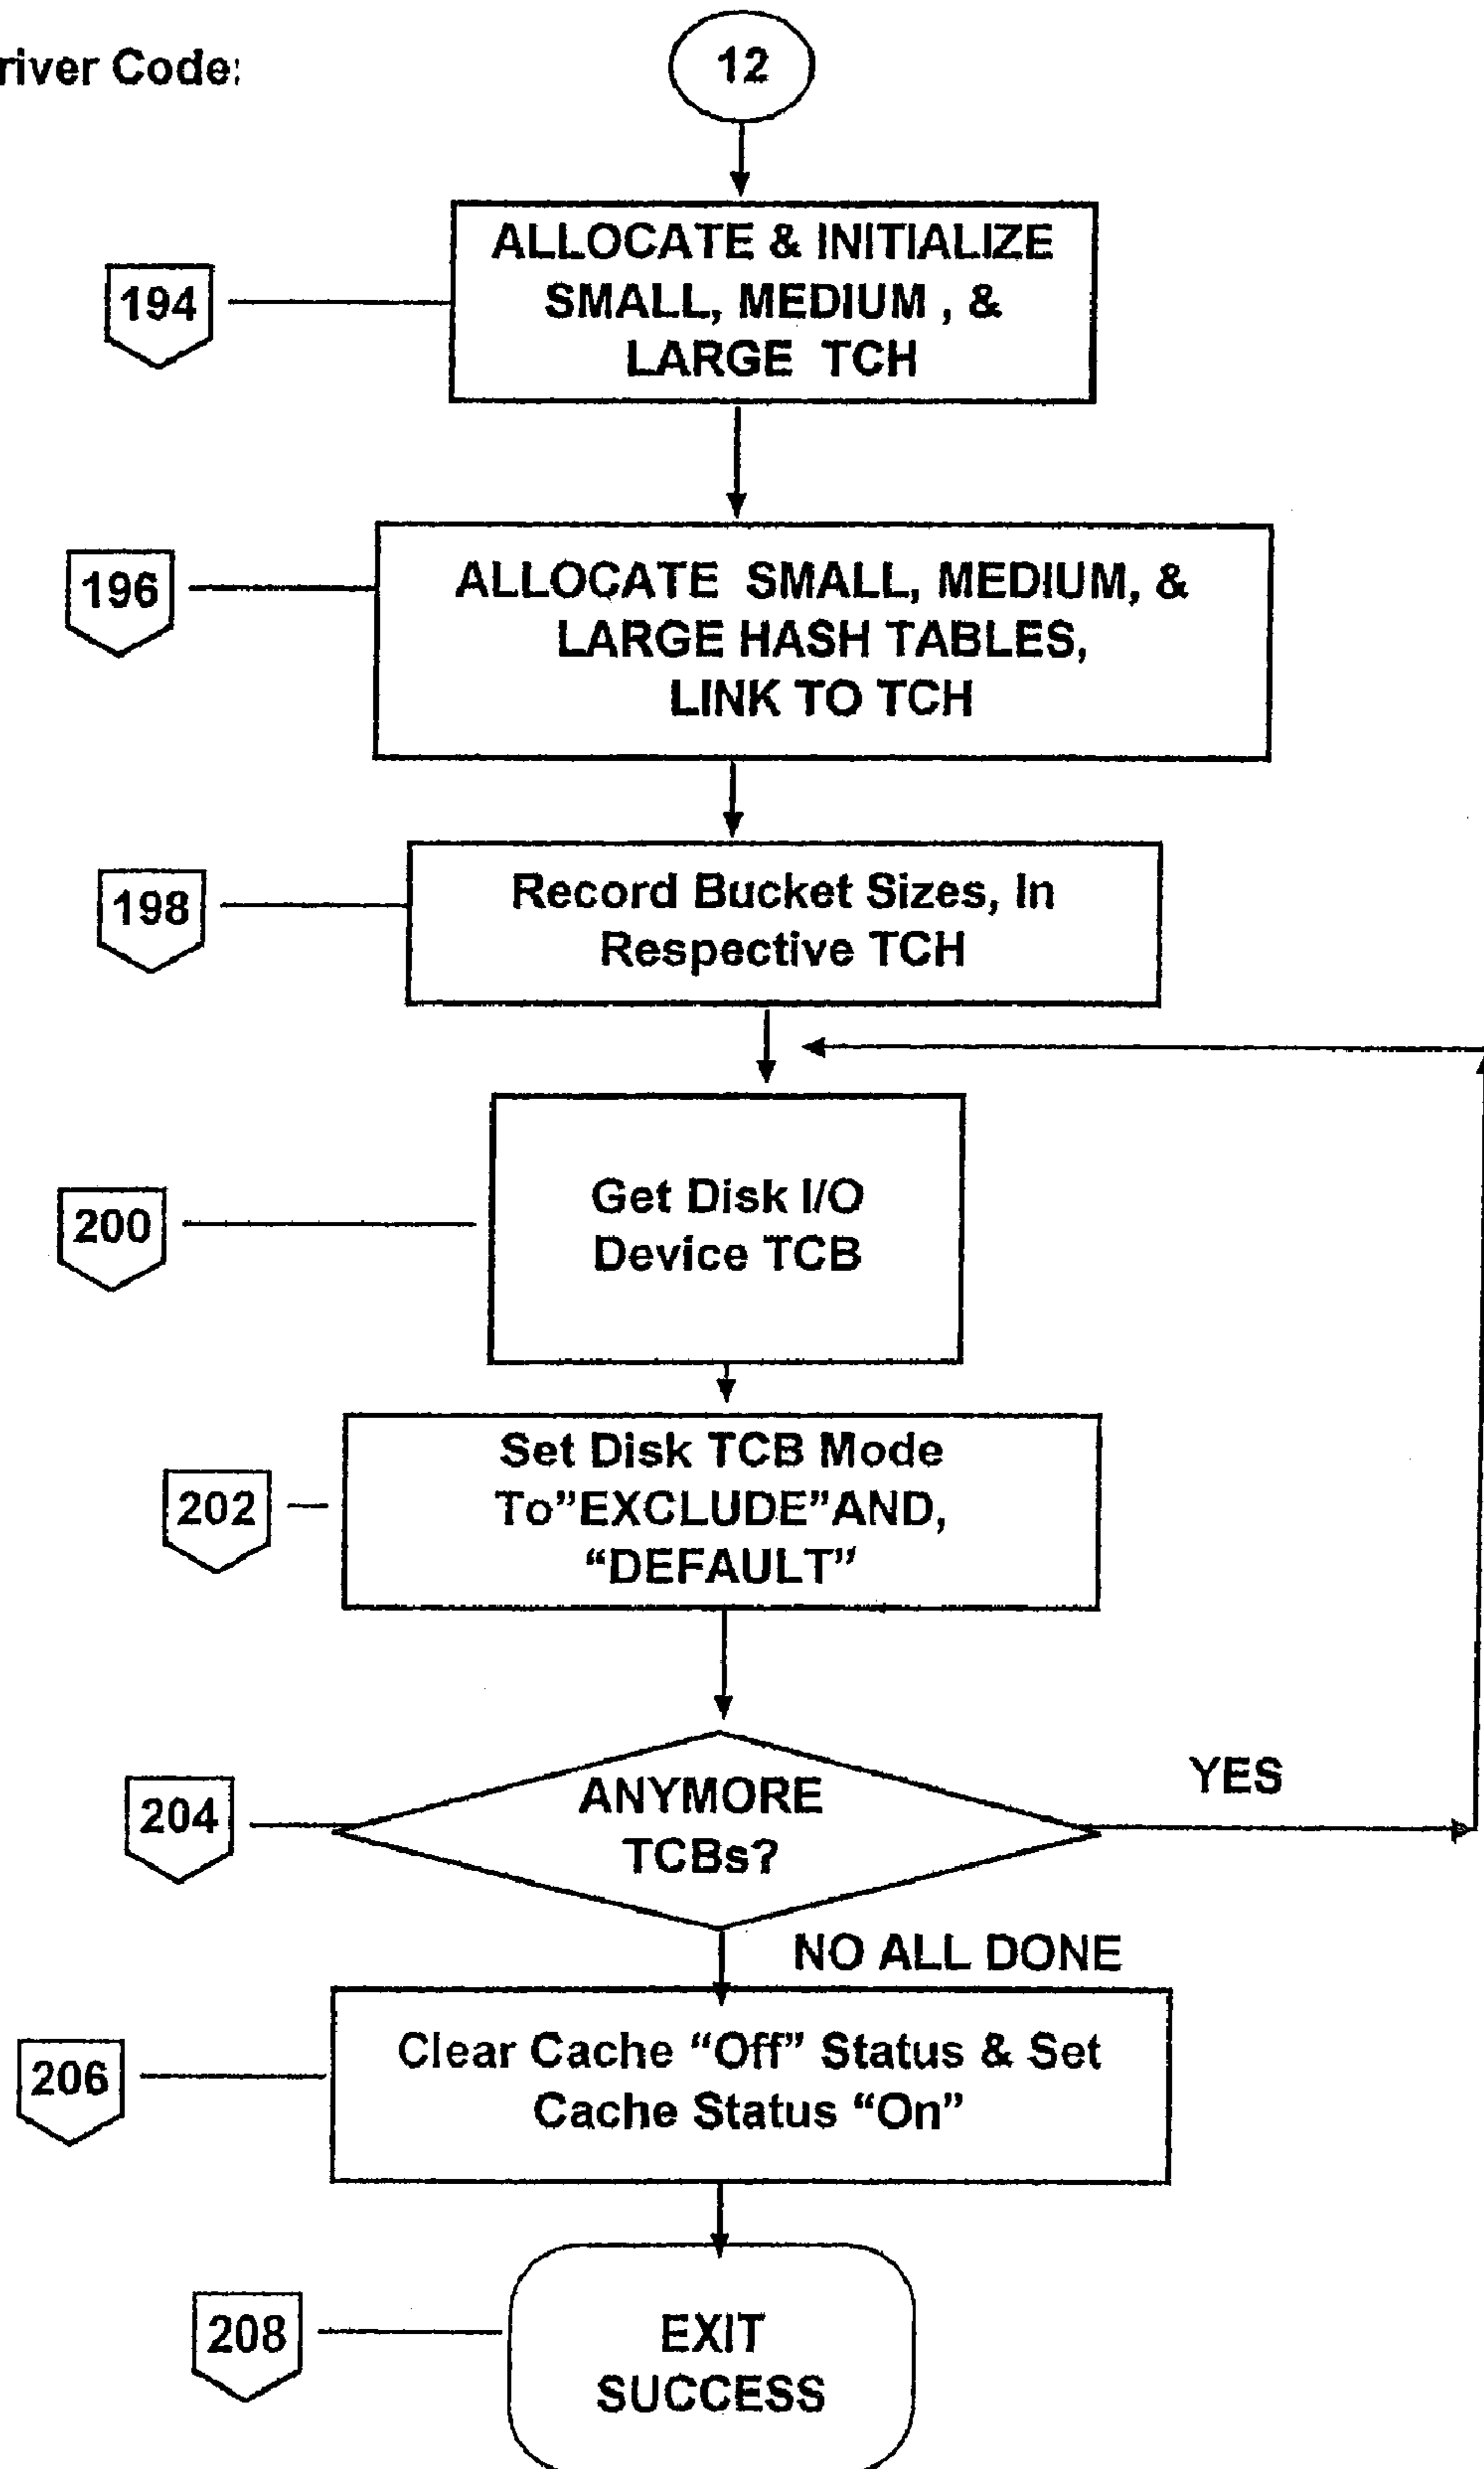 river Code:
12
194
ALLOCATE & INITIALIZE
SMALL, MEDIUM , &
LARGE TCH
196
ALLOCATE SMALL, MEDIUM, &
LARGE HASH TABLES,
LINK TO TCH
198
Record Bucket Sizes, In
Respective TCH
200
Get Disk I/O
Device TCB
202
Set Disk TCB Mode
To"EXCLUDE"AND,
"DEFAULT"
204
ANYMORE
TCBs?
YES
NO ALL DONE
206
Clear Cache "Off" Status & Set
Cache Status "On"
208
EXIT
SUCCESS